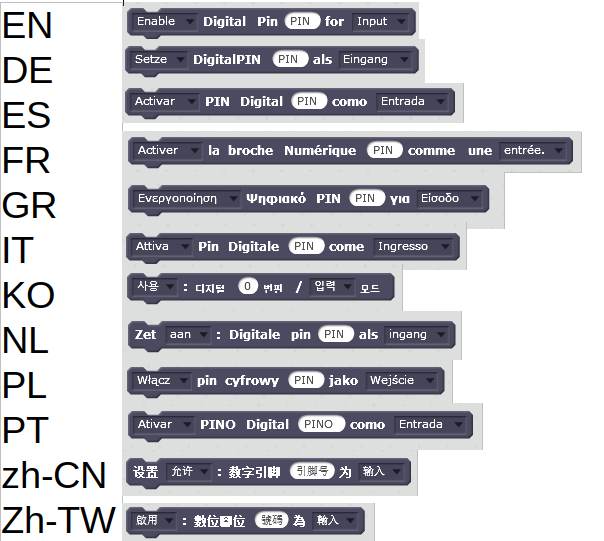 EN Enable Digital Pin PIN for Input
DE Setze DigitalPIN PIN als Eingang
ES Activar PIN Digital PIN como Entrada
FR Activer la broche Numérique PIN comme une entrée.
GR Ενεργοποίηση Ψηφιακό PIN PIN για Είσοδο
IT Attiva Pin Digitale PIN come Ingresso
KO 사용 : 디지털 0 번핀 / 입력 모드
NL Zet aan : Digitale pin PIN als ingang
PL Włącz pin cyfrowy PIN jako Wejście
PT Ativar PINO Digital PINO como Entrada
zh-CN 设置 允许 : 数字引脚 引脚号 为 输入
Zh-TW 啟用 : 數位 位 號碼 為 輸入